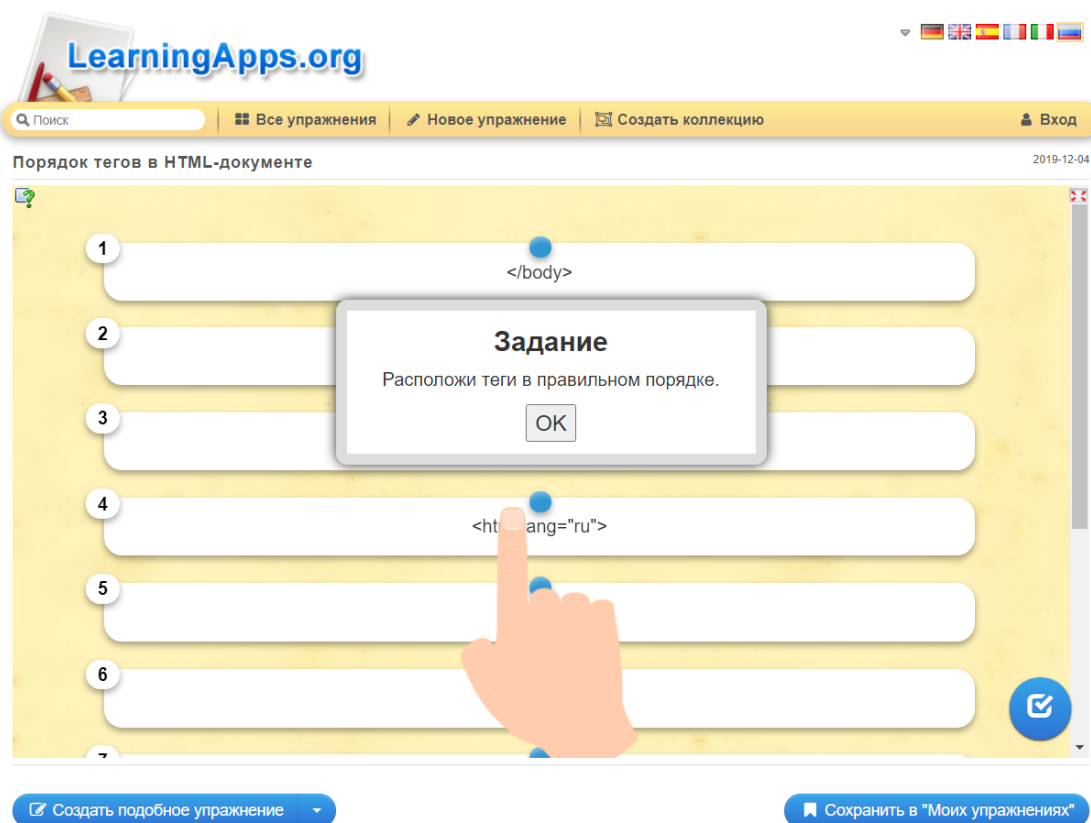 LearningApps.org
Поиск
Все упражнения
Новое упражнение
Создать коллекцию
Вход
Порядок тегов в HTML-документе
2019-12-04
1
</body>
2
Задание
Расположи теги в правильном порядке.
OK
3
4
ang="ru">
5
6
Создать подобное упражнение
Сохранить в "Моих упражнениях"